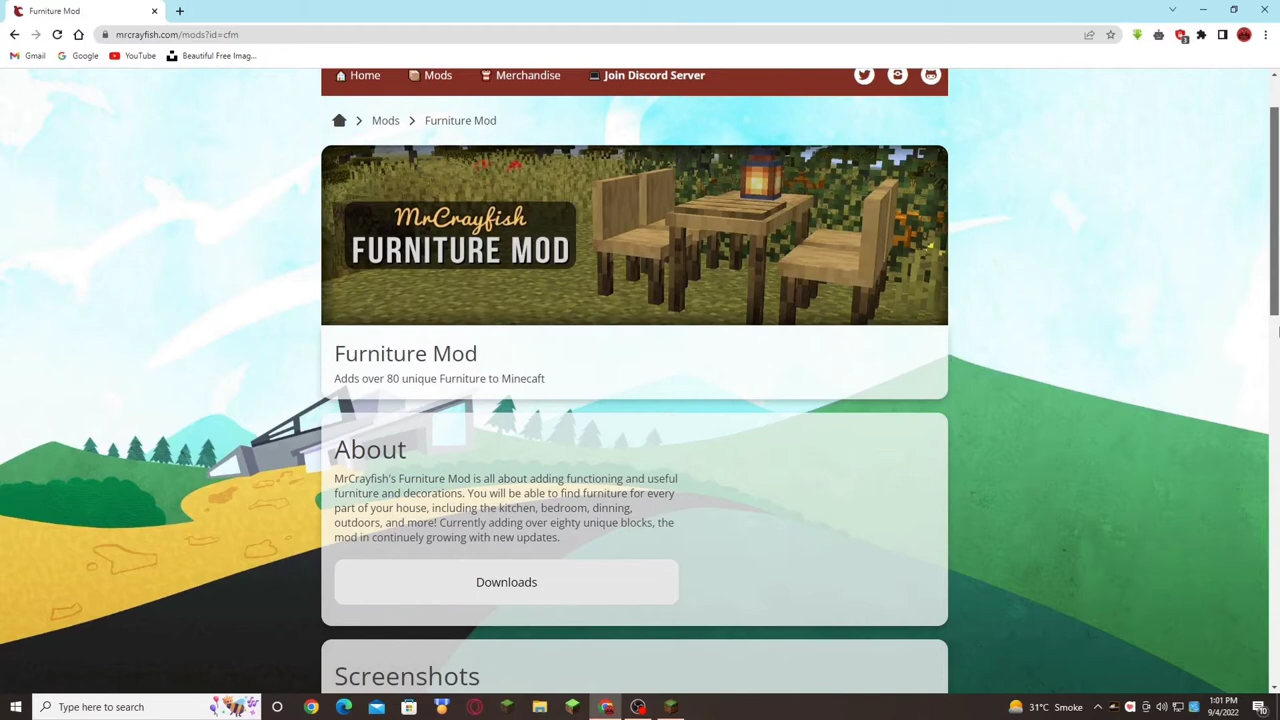 Furniture Mod
mrcrayfish.com/mods?id=cfm
Gmail
Google
YouTube
Beautiful Free Imag...
Home
Mods
Merchandise
Join Discord Server
Mods
Furniture Mod
MrCrayfish
FURNITURE MOD
Furniture Mod
Adds over 80 unique Furniture to Minecaft
About
MrCrayfish's Furniture Mod is all about adding functioning and useful
furniture and decorations. You will be able to find furniture for every
part of your house, including the kitchen, bedroom, dinning,
outdoors, and more! Currently adding over eighty unique blocks, the
mod in continuely growing with new updates.
Downloads
Screenshots
Type here to search
31°C Smoke
1:01 PM
9/4/2022